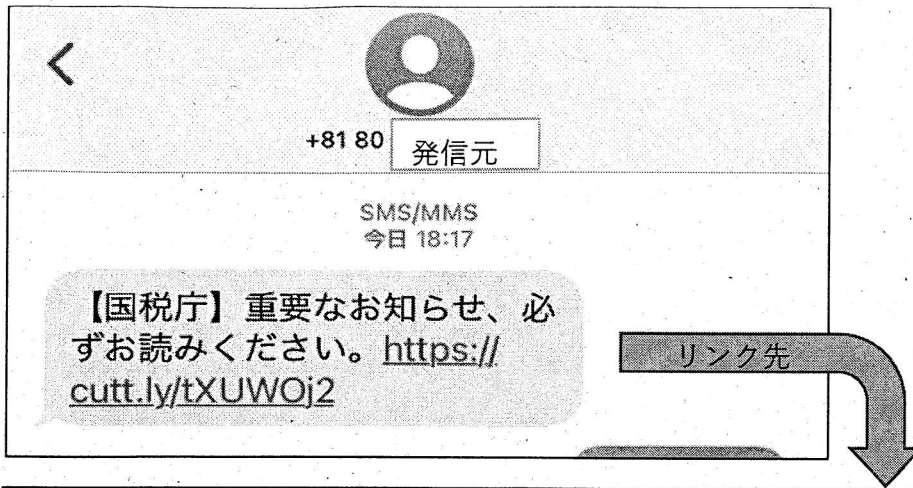 +81 80 発信元
SMS/MMS
今日 18:17
【国税庁】重要なお知らせ、必
ずお読みください。https://
cutt.ly/tXUWOj2
リンク先